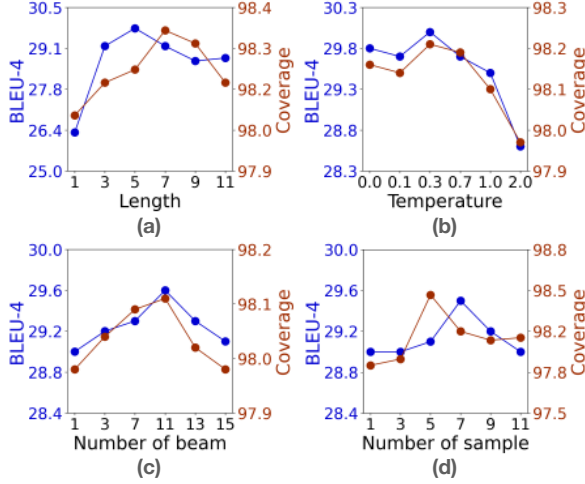 30.5
29.1
27.8
26.4
25.0
BLEU-4
98.4
98.3
98.2
98.0
97.9
Coverage
1 3 5 7 9 11
Length
(a)
30.3
29.8
29.3
28.8
28.3
BLEU-4
98.3
98.2
98.1
98.0
97.9
Coverage
0.0 0.1 0.3 0.7 1.0 2.0
Temperature
(b)
30.0
29.6
29.2
28.8
28.4
BLEU-4
98.2
98.1
98.0
97.9
Coverage
1 3 7 11 13 15
Number of beam
(c)
30.0
29.6
29.2
28.8
28.4
BLEU-4
98.8
98.5
98.2
97.8
97.5
Coverage
1 3 5 7 9 11
Number of sample
(d)